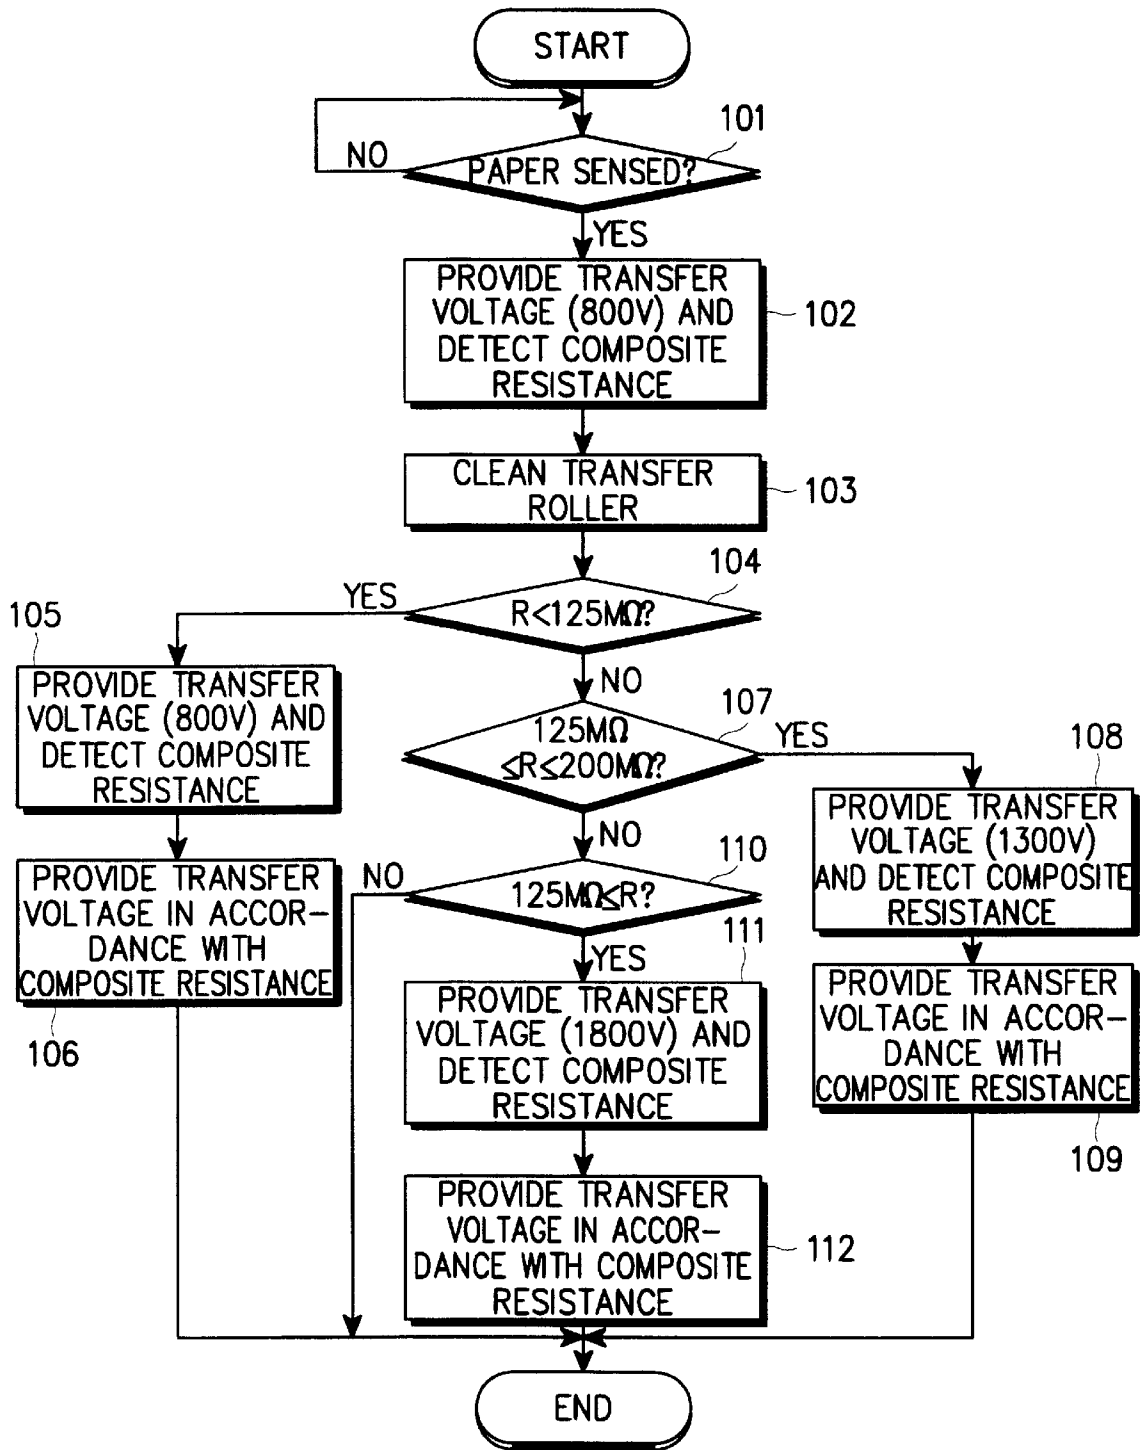 START
101
NO
PAPER SENSED?
YES
PROVIDE TRANSFER
VOLTAGE (800V) AND
DETECT COMPOSITE
RESISTANCE
102
CLEAN TRANSFER
ROLLER
103
104
YES
R<125MΩ?
105
PROVIDE TRANSFER
VOLTAGE (800V) AND
DETECT COMPOSITE
RESISTANCE
NO
107
125MΩ
≤R≤200MΩ?
YES
108
PROVIDE TRANSFER
VOLTAGE (1300V)
AND DETECT COMPOSITE
RESISTANCE
NO
110
NO
125MΩ≤R?
PROVIDE TRANSFER
VOLTAGE IN ACCOR-
DANCE WITH
COMPOSITE RESISTANCE
106
YES
111
PROVIDE TRANSFER
VOLTAGE (1800V) AND
DETECT COMPOSITE
RESISTANCE
PROVIDE TRANSFER
VOLTAGE IN ACCOR-
DANCE WITH
COMPOSITE RESISTANCE
109
PROVIDE TRANSFER
VOLTAGE IN ACCOR-
DANCE WITH COMPOSITE
RESISTANCE
112
END